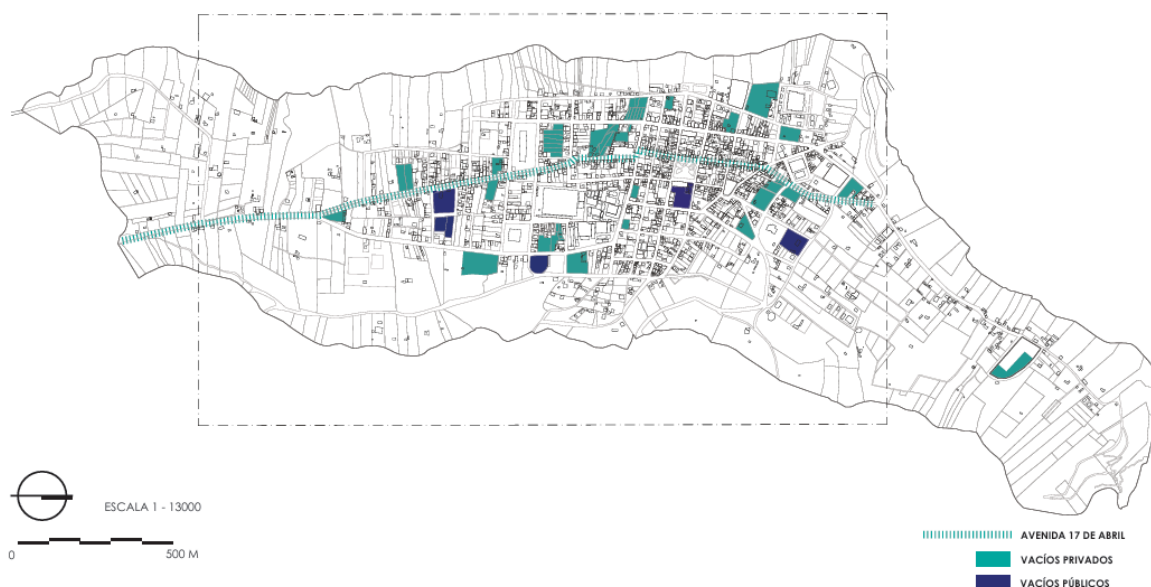 ESCALA 1 - 13000
0 500 M
AVENIDA 17 DE ABRIL
VACÍOS PRIVADOS
VACÍOS PÚBLICOS